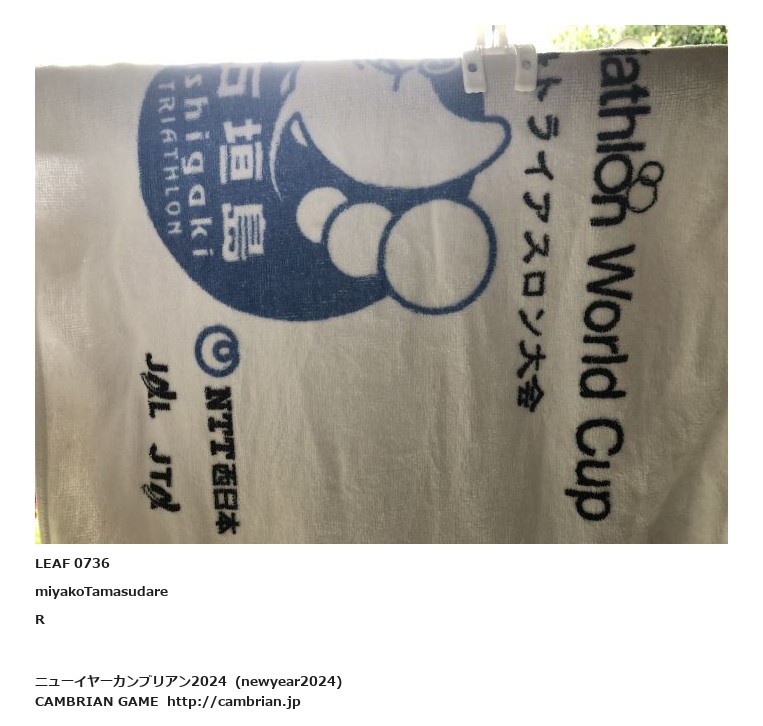 iathlon World Cup
トライアスロン大会
石垣島
shigaki
TRIATHLON
NTT西日本
JAL JTA
LEAF 0736
miyakoTamasudare
R
ニューイヤーカンブリアン2024 (newyear2024)
CAMBRIAN GAME http://cambrian.jp